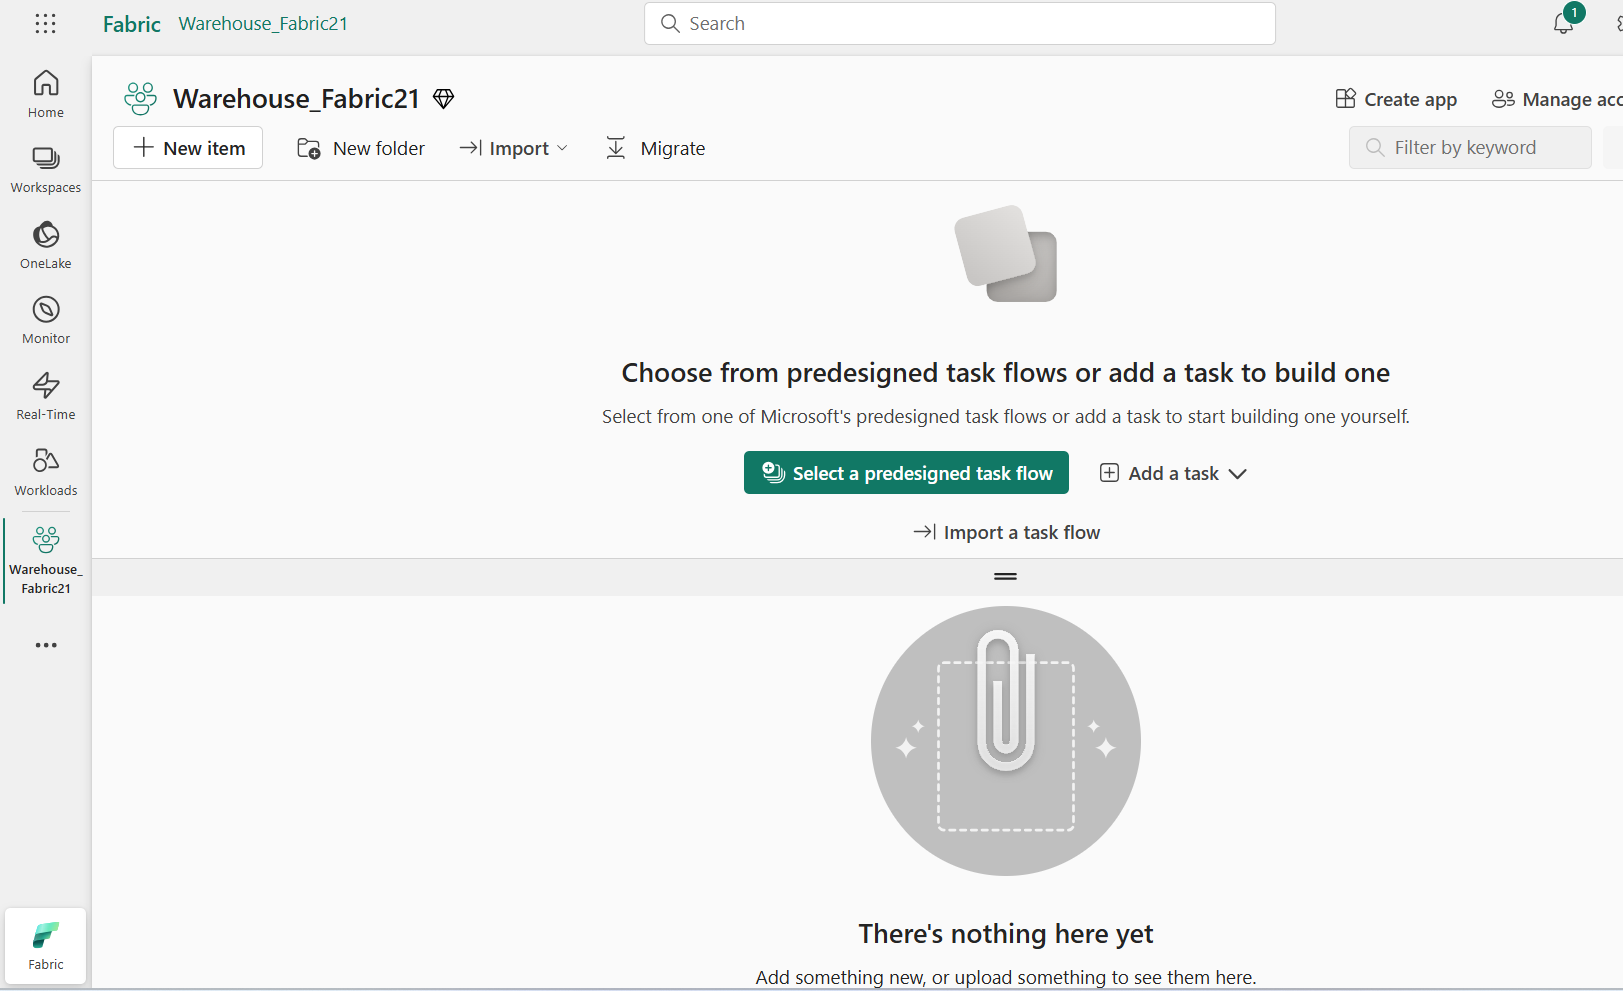 Fabric Warehouse_Fabric21
Search
1
Home
Workspaces
OneLake
Monitor
Real-Time
Workloads
Warehouse_
Fabric21
Fabric
Warehouse_Fabric21
Create app
Manage acc
New item
New folder
Import
Migrate
Filter by keyword
Choose from predesigned task flows or add a task to build one
Select from one of Microsoft's predesigned task flows or add a task to start building one yourself.
Select a predesigned task flow
Add a task
Import a task flow
There's nothing here yet
Add something new, or upload something to see them here.